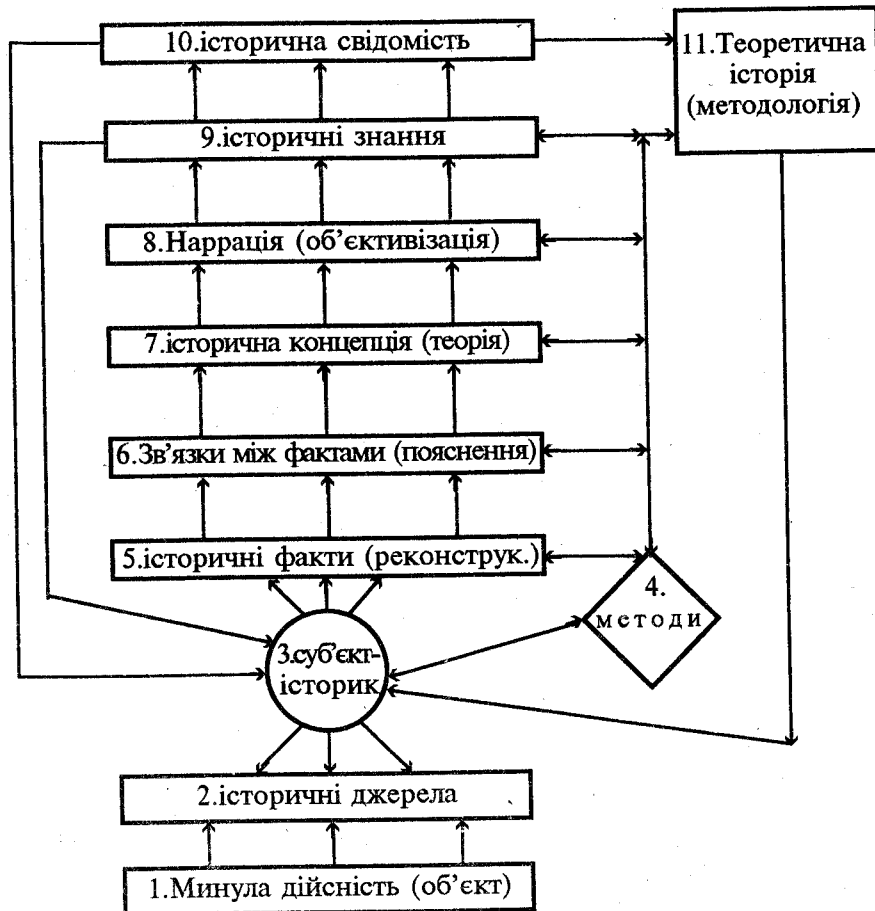 10.історична свідомість
11.Теоретична
історія
(методологія)
9.історичні знання
8.Наррація (об’єктивізація)
7.історична концепція (теорія)
6.Зв’язки між фактами (пояснення)
5.історичні факти (реконструк.)
4.
методи
3.суб’єкт-
історик
2.історичні джерела
1.Минула дійсність (об’єкт)